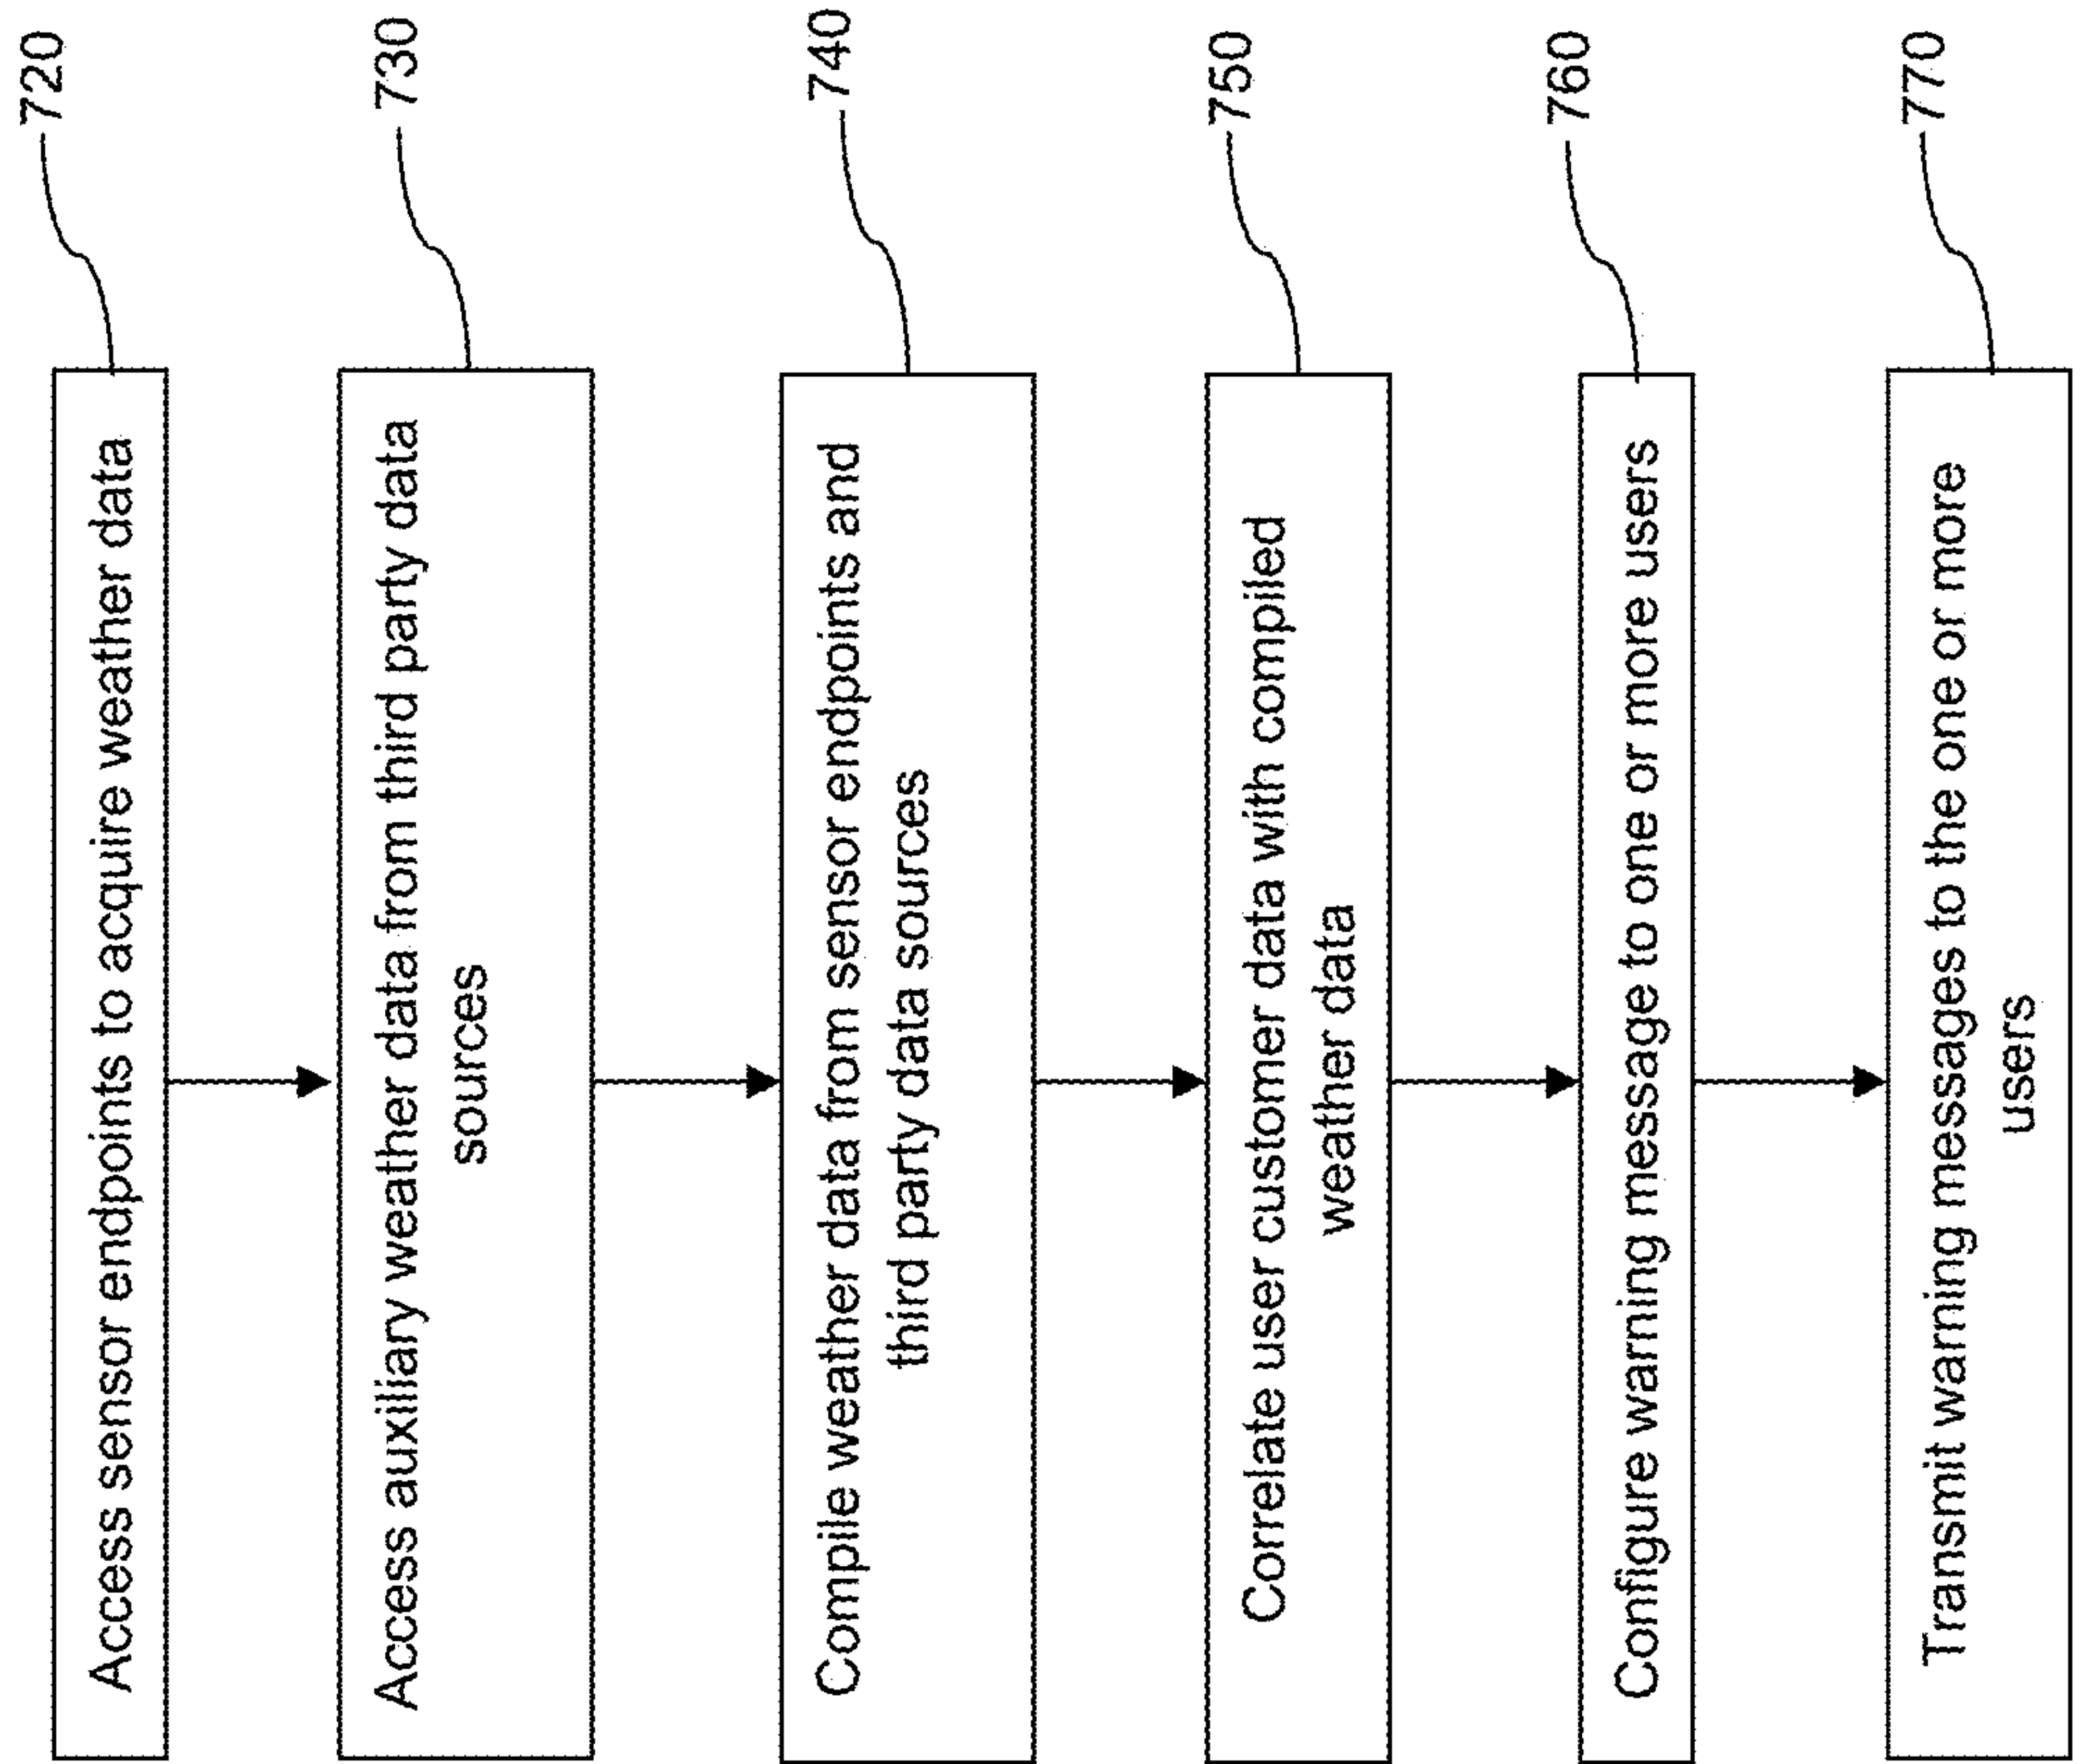 Access sensor endpoints to acquire weather data
720
Access auxiliary weather data from third party data
sources
730
Compile weather data from sensor endpoints and
third party data sources
740
Correlate user customer data with compiled
weather data
750
Configure warning message to one or more users
760
Transmit warning messages to the one or more
users
770